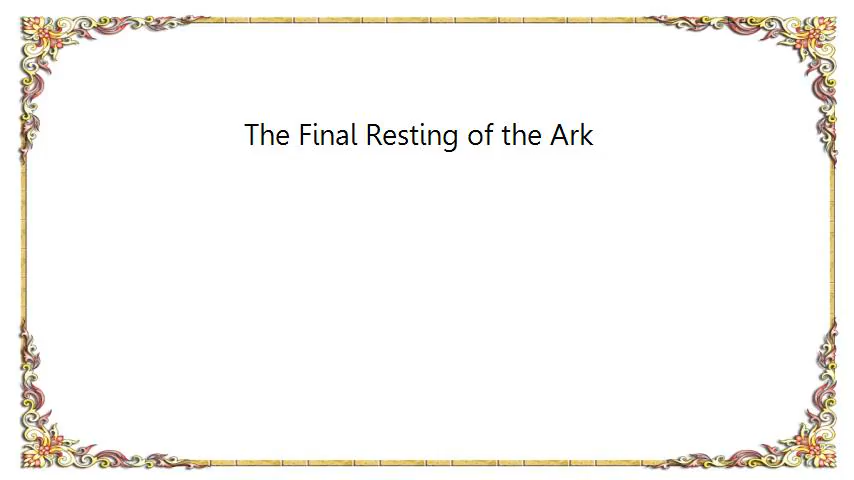 The Final Resting of the Ark